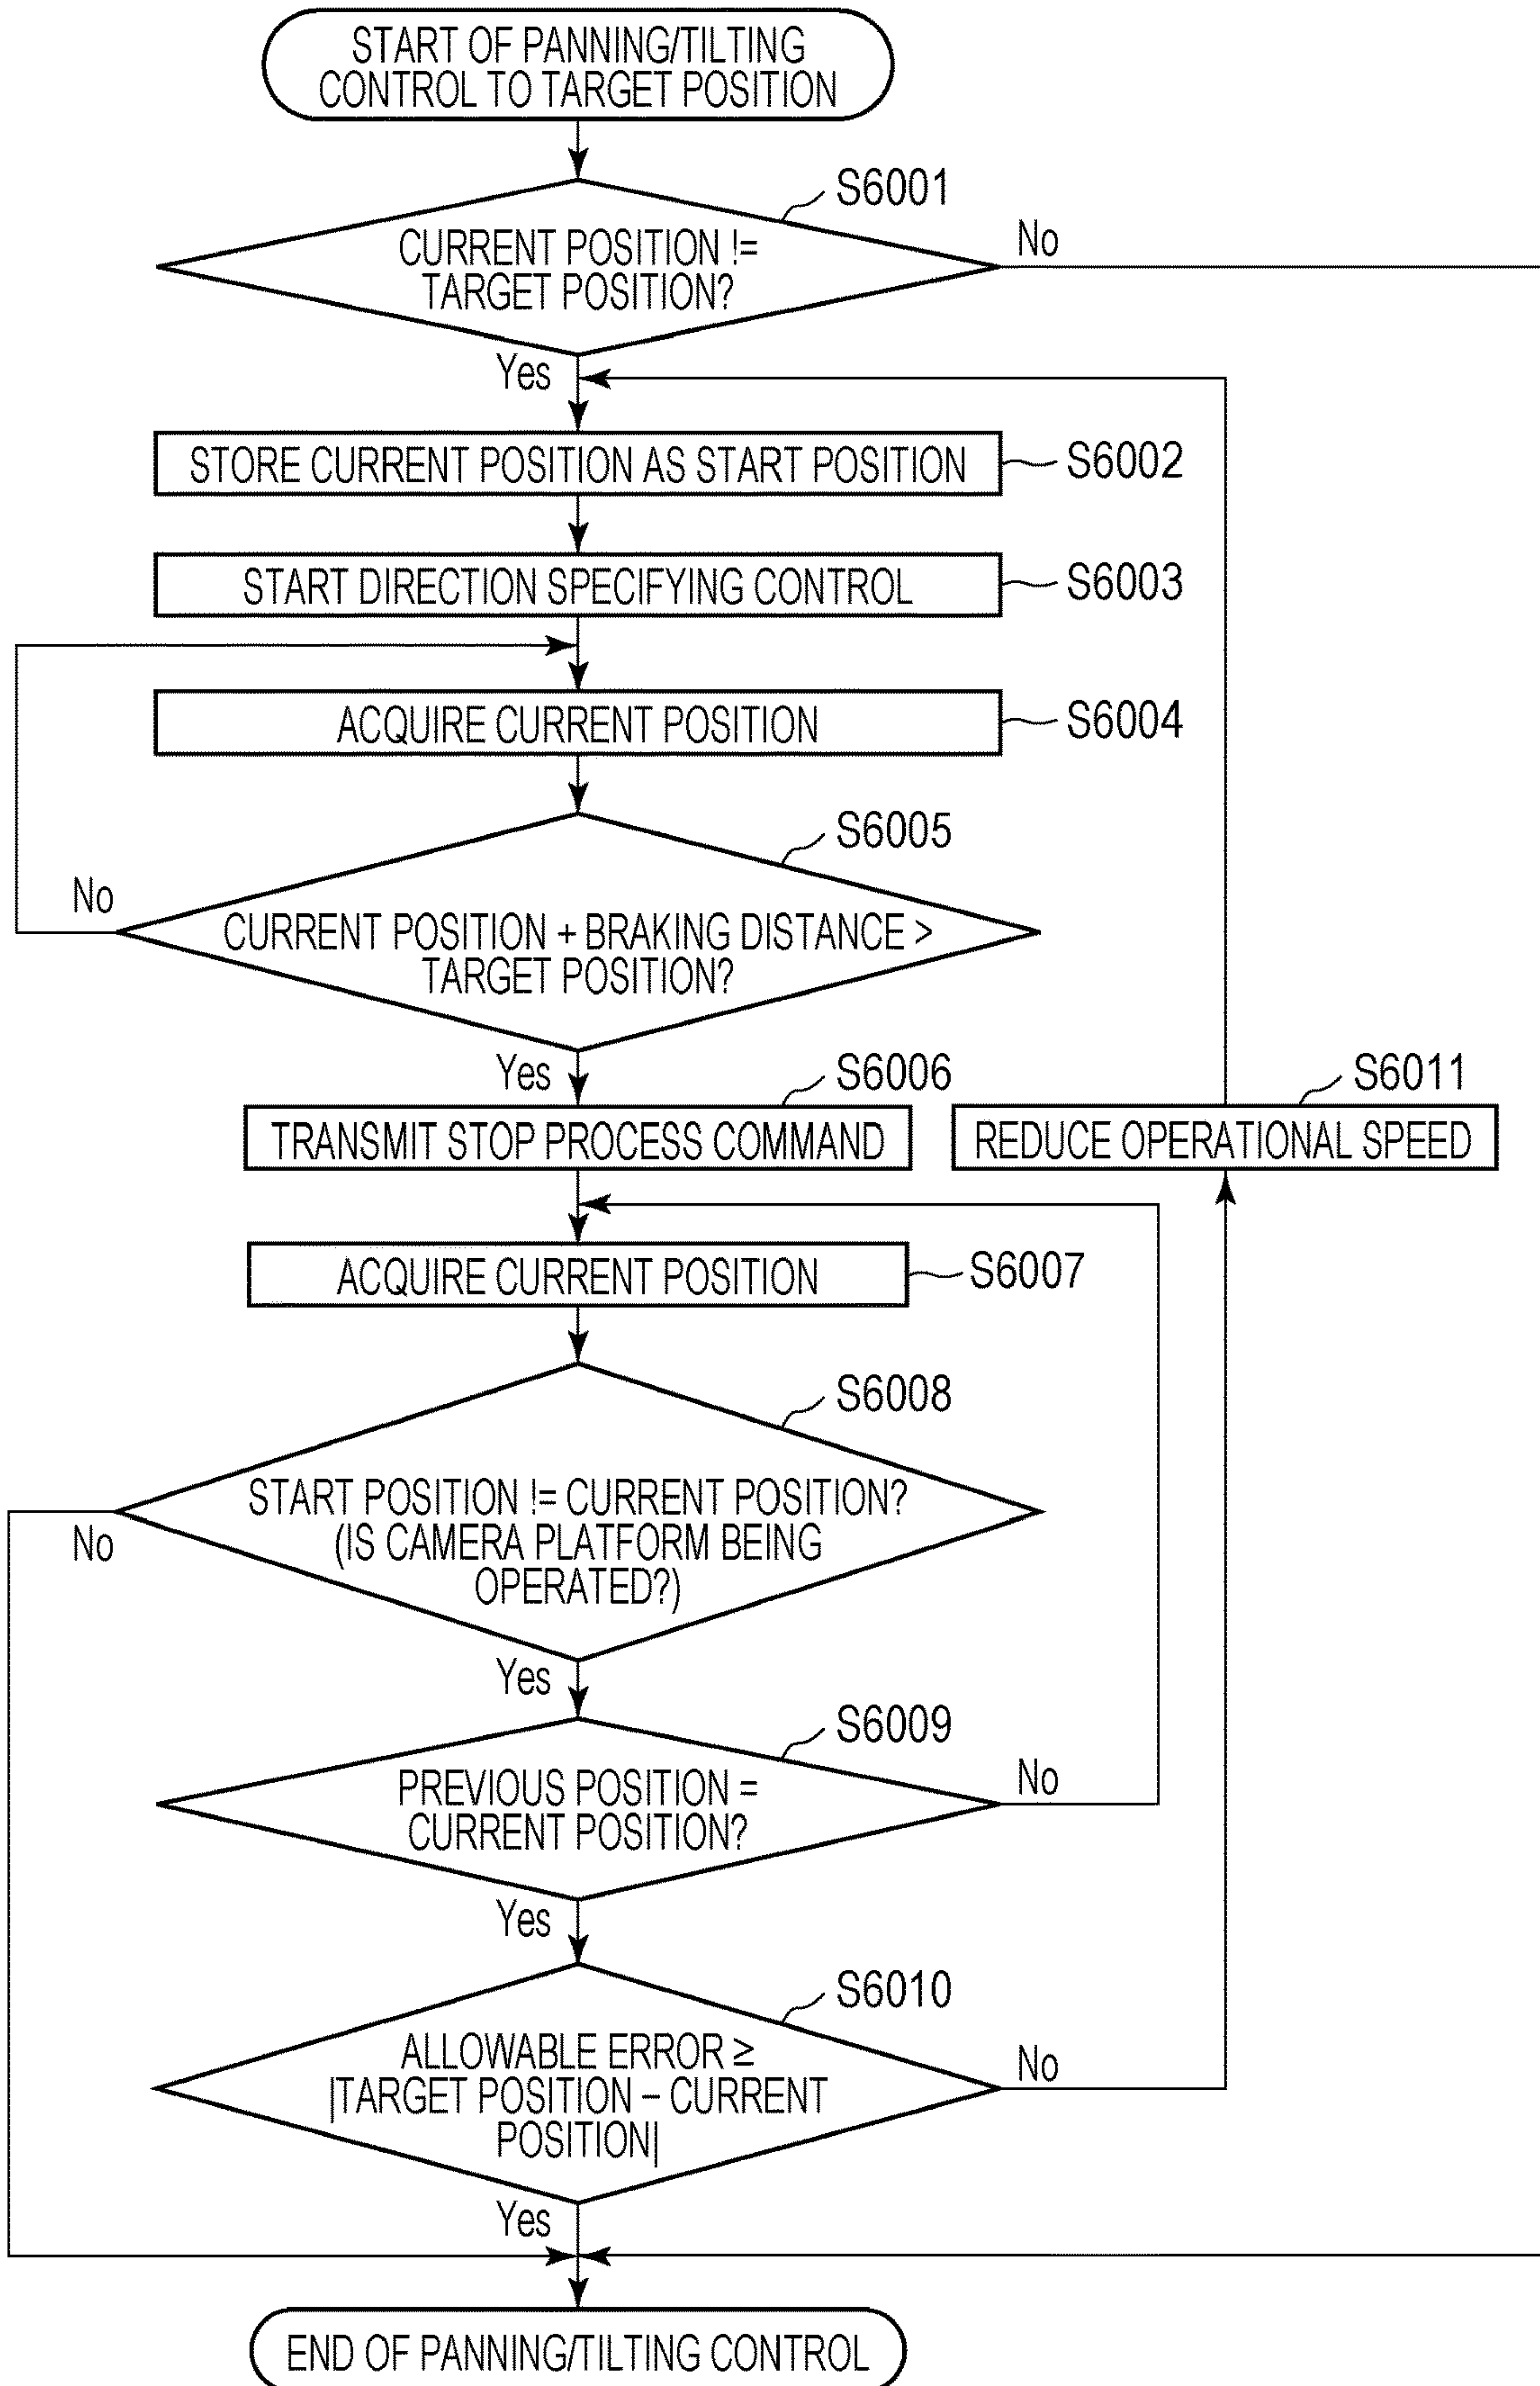 START OF PANNING/TILTING
CONTROL TO TARGET POSITION
S6001
CURRENT POSITION !=
TARGET POSITION?
No
Yes
STORE CURRENT POSITION AS START POSITION
S6002
START DIRECTION SPECIFYING CONTROL
S6003
ACQUIRE CURRENT POSITION
S6004
S6005
No
CURRENT POSITION + BRAKING DISTANCE >
TARGET POSITION?
Yes
S6006
S6011
TRANSMIT STOP PROCESS COMMAND
REDUCE OPERATIONAL SPEED
ACQUIRE CURRENT POSITION
S6007
S6008
START POSITION != CURRENT POSITION?
(IS CAMERA PLATFORM BEING
OPERATED?)
No
Yes
S6009
PREVIOUS POSITION =
CURRENT POSITION?
No
Yes
S6010
ALLOWABLE ERROR ≥
|TARGET POSITION – CURRENT
POSITION|
No
Yes
END OF PANNING/TILTING CONTROL